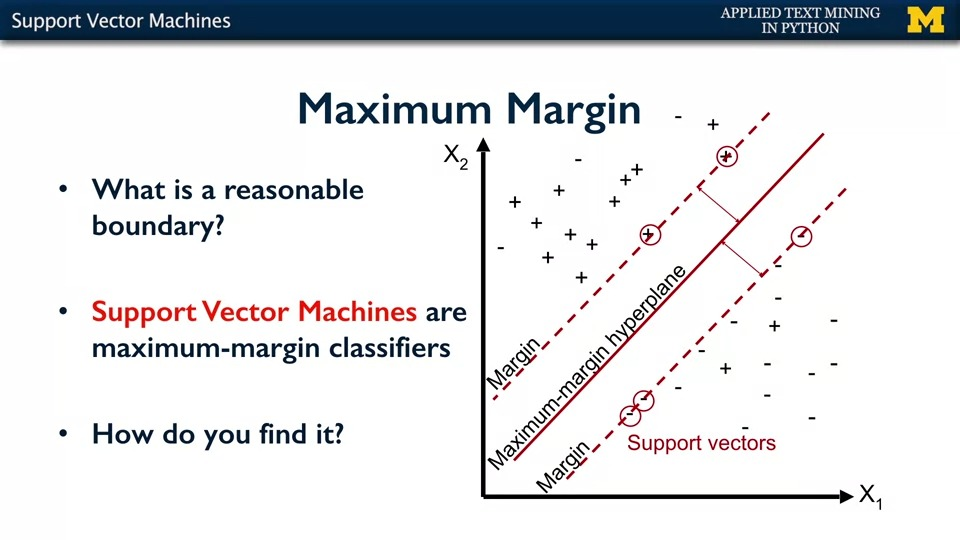 Support Vector Machines
APPLIED TEXT MINING
IN PYTHON
M
Maximum Margin
• What is a reasonable
boundary?
• Support Vector Machines are
maximum-margin classifiers
• How do you find it?
X2
Margin
Maximum-margin hyperplane
Margin
Support vectors
X1